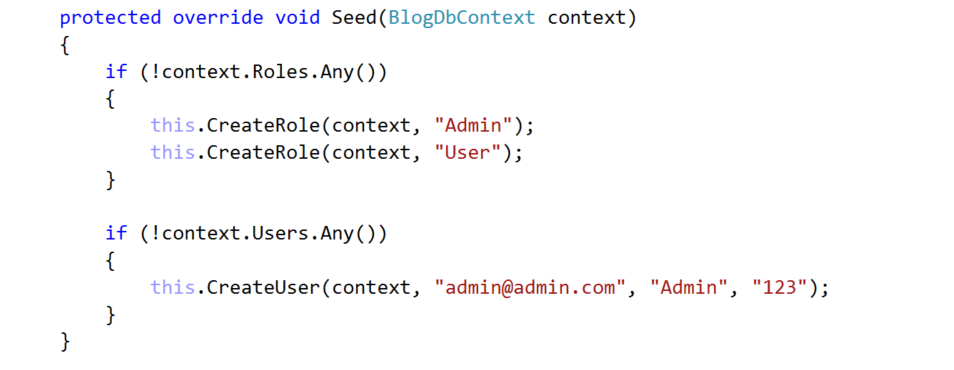 protected override void Seed(BlogDbContext context)
{
    if (!context.Roles.Any())
    {
        this.CreateRole(context, "Admin");
        this.CreateRole(context, "User");
    }

    if (!context.Users.Any())
    {
        this.CreateUser(context, "admin@admin.com", "Admin", "123");
    }
}